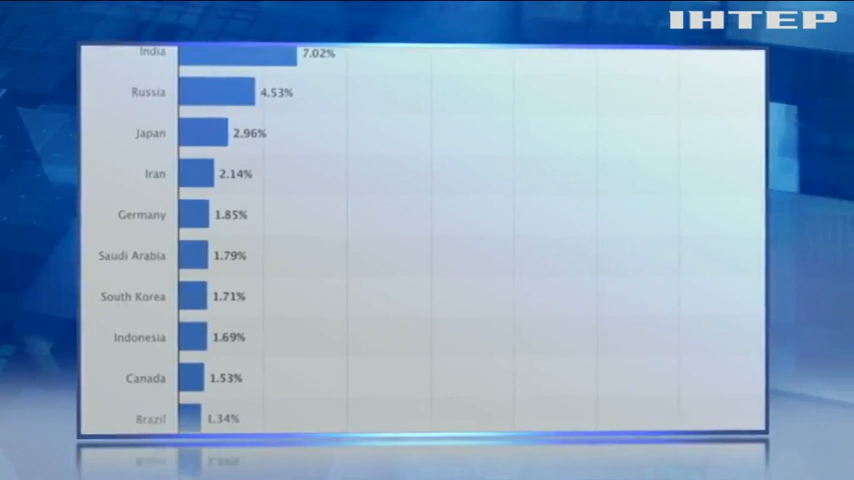 ІНТЕР
India 7.02%
Russia 4.53%
Japan 2.96%
Iran 2.14%
Germany 1.85%
Saudi Arabia 1.79%
South Korea 1.71%
Indonesia 1.69%
Canada 1.53%
Brazil 1.34%